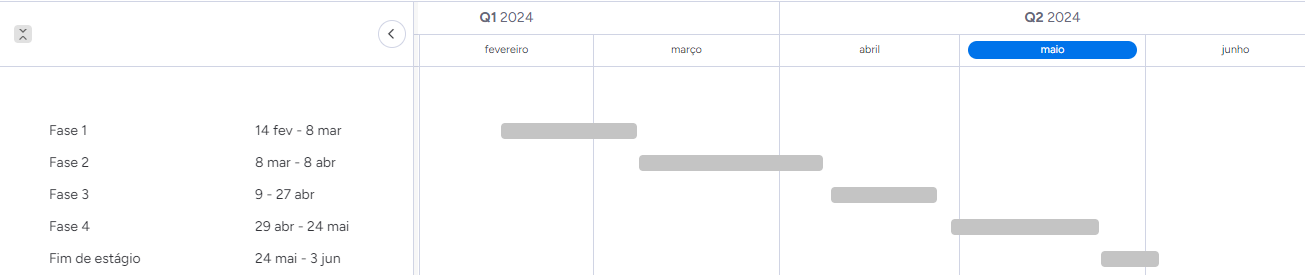 Q1 2024 Q2 2024
fevereiro março abril maio junho
Fase 1 14 fev - 8 mar
Fase 2 8 mar - 8 abr
Fase 3 9 - 27 abr
Fase 4 29 abr - 24 mai
Fim de estágio 24 mai - 3 jun